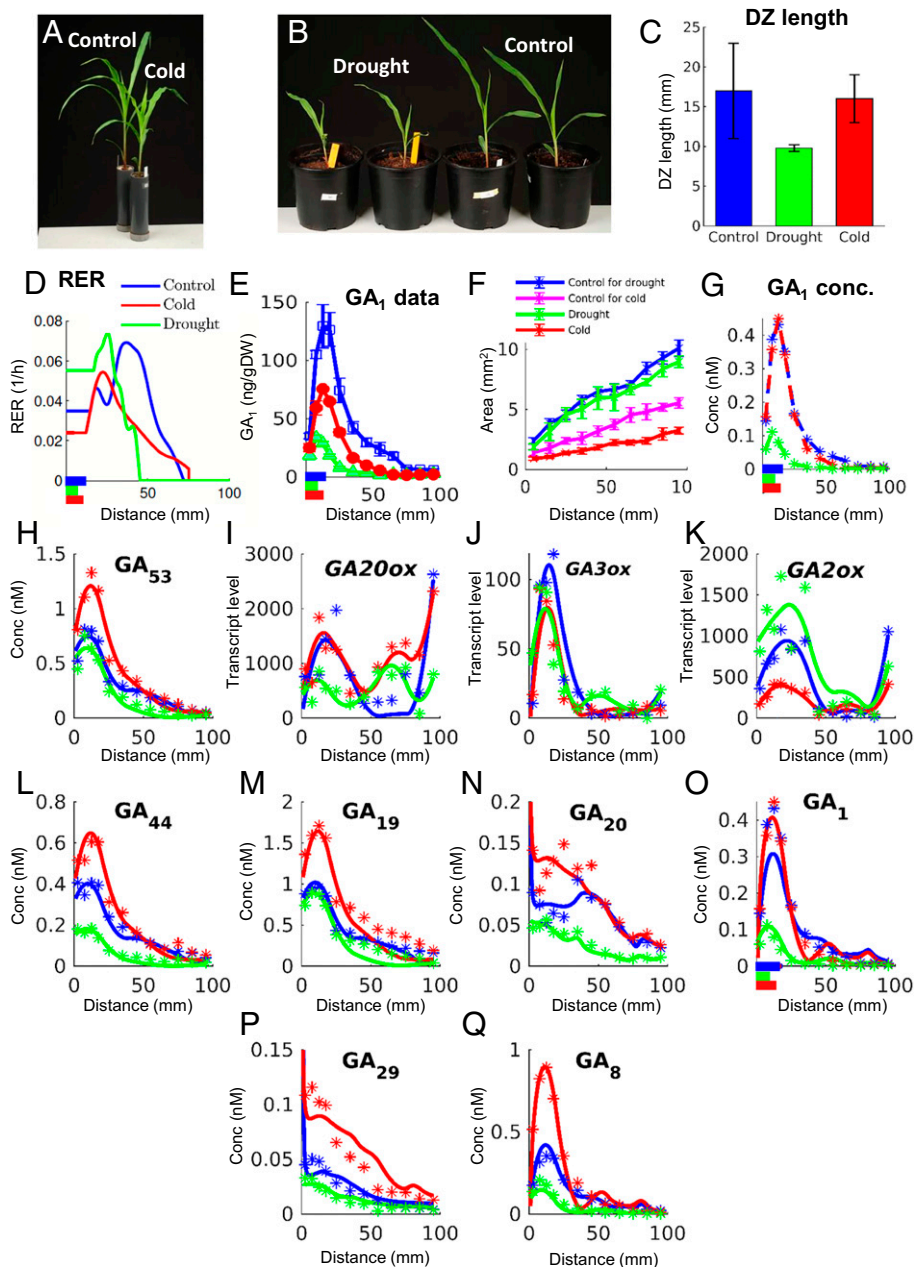 A
Control
Cold
B
Drought
Control
C
DZ length
DZ length (mm)
25
20
15
10
5
0
Control Drought Cold
D
RER
Control
Cold
Drought
RER (1/h)
0.08
0.06
0.04
0.02
0
50 100
Distance (mm)
E
GA1 data
GA1 (ng/gDW)
150
100
50
0
0 50 100
Distance (mm)
F
Control for drought
Control for cold
Drought
Cold
Area (mm2)
10
5
0
0 50 10
Distance (mm)
G
GA1 conc.
Conc (nM)
0.4
0.3
0.2
0.1
0
0 50 100
Distance (mm)
H
GA53
Conc (nM)
1.5
1
0.5
0
0 50 100
Distance (mm)
I
GA20ox
Transcript level
3000
2000
1000
0
0 50 100
Distance (mm)
J
GA3ox
Transcript level
100
50
0
0 50 100
Distance (mm)
K
GA2ox
Transcript level
2000
1500
1000
500
0
0 50 100
Distance (mm)
L
GA44
Conc (nM)
0.8
0.6
0.4
0.2
0
0 50 100
Distance (mm)
M
GA19
Conc (nM)
2
1.5
1
0.5
0
0 50 100
Distance (mm)
N
GA20
Conc (nM)
0.2
0.15
0.1
0.05
0
0 50 100
Distance (mm)
O
GA1
Conc (nM)
0.4
0.3
0.2
0.1
0
0 50 100
Distance (mm)
P
GA29
Conc (nM)
0.15
0.1
0.05
0
0 50 100
Distance (mm)
Q
GA8
Conc (nM)
1
0.5
0
0 50 100
Distance (mm)